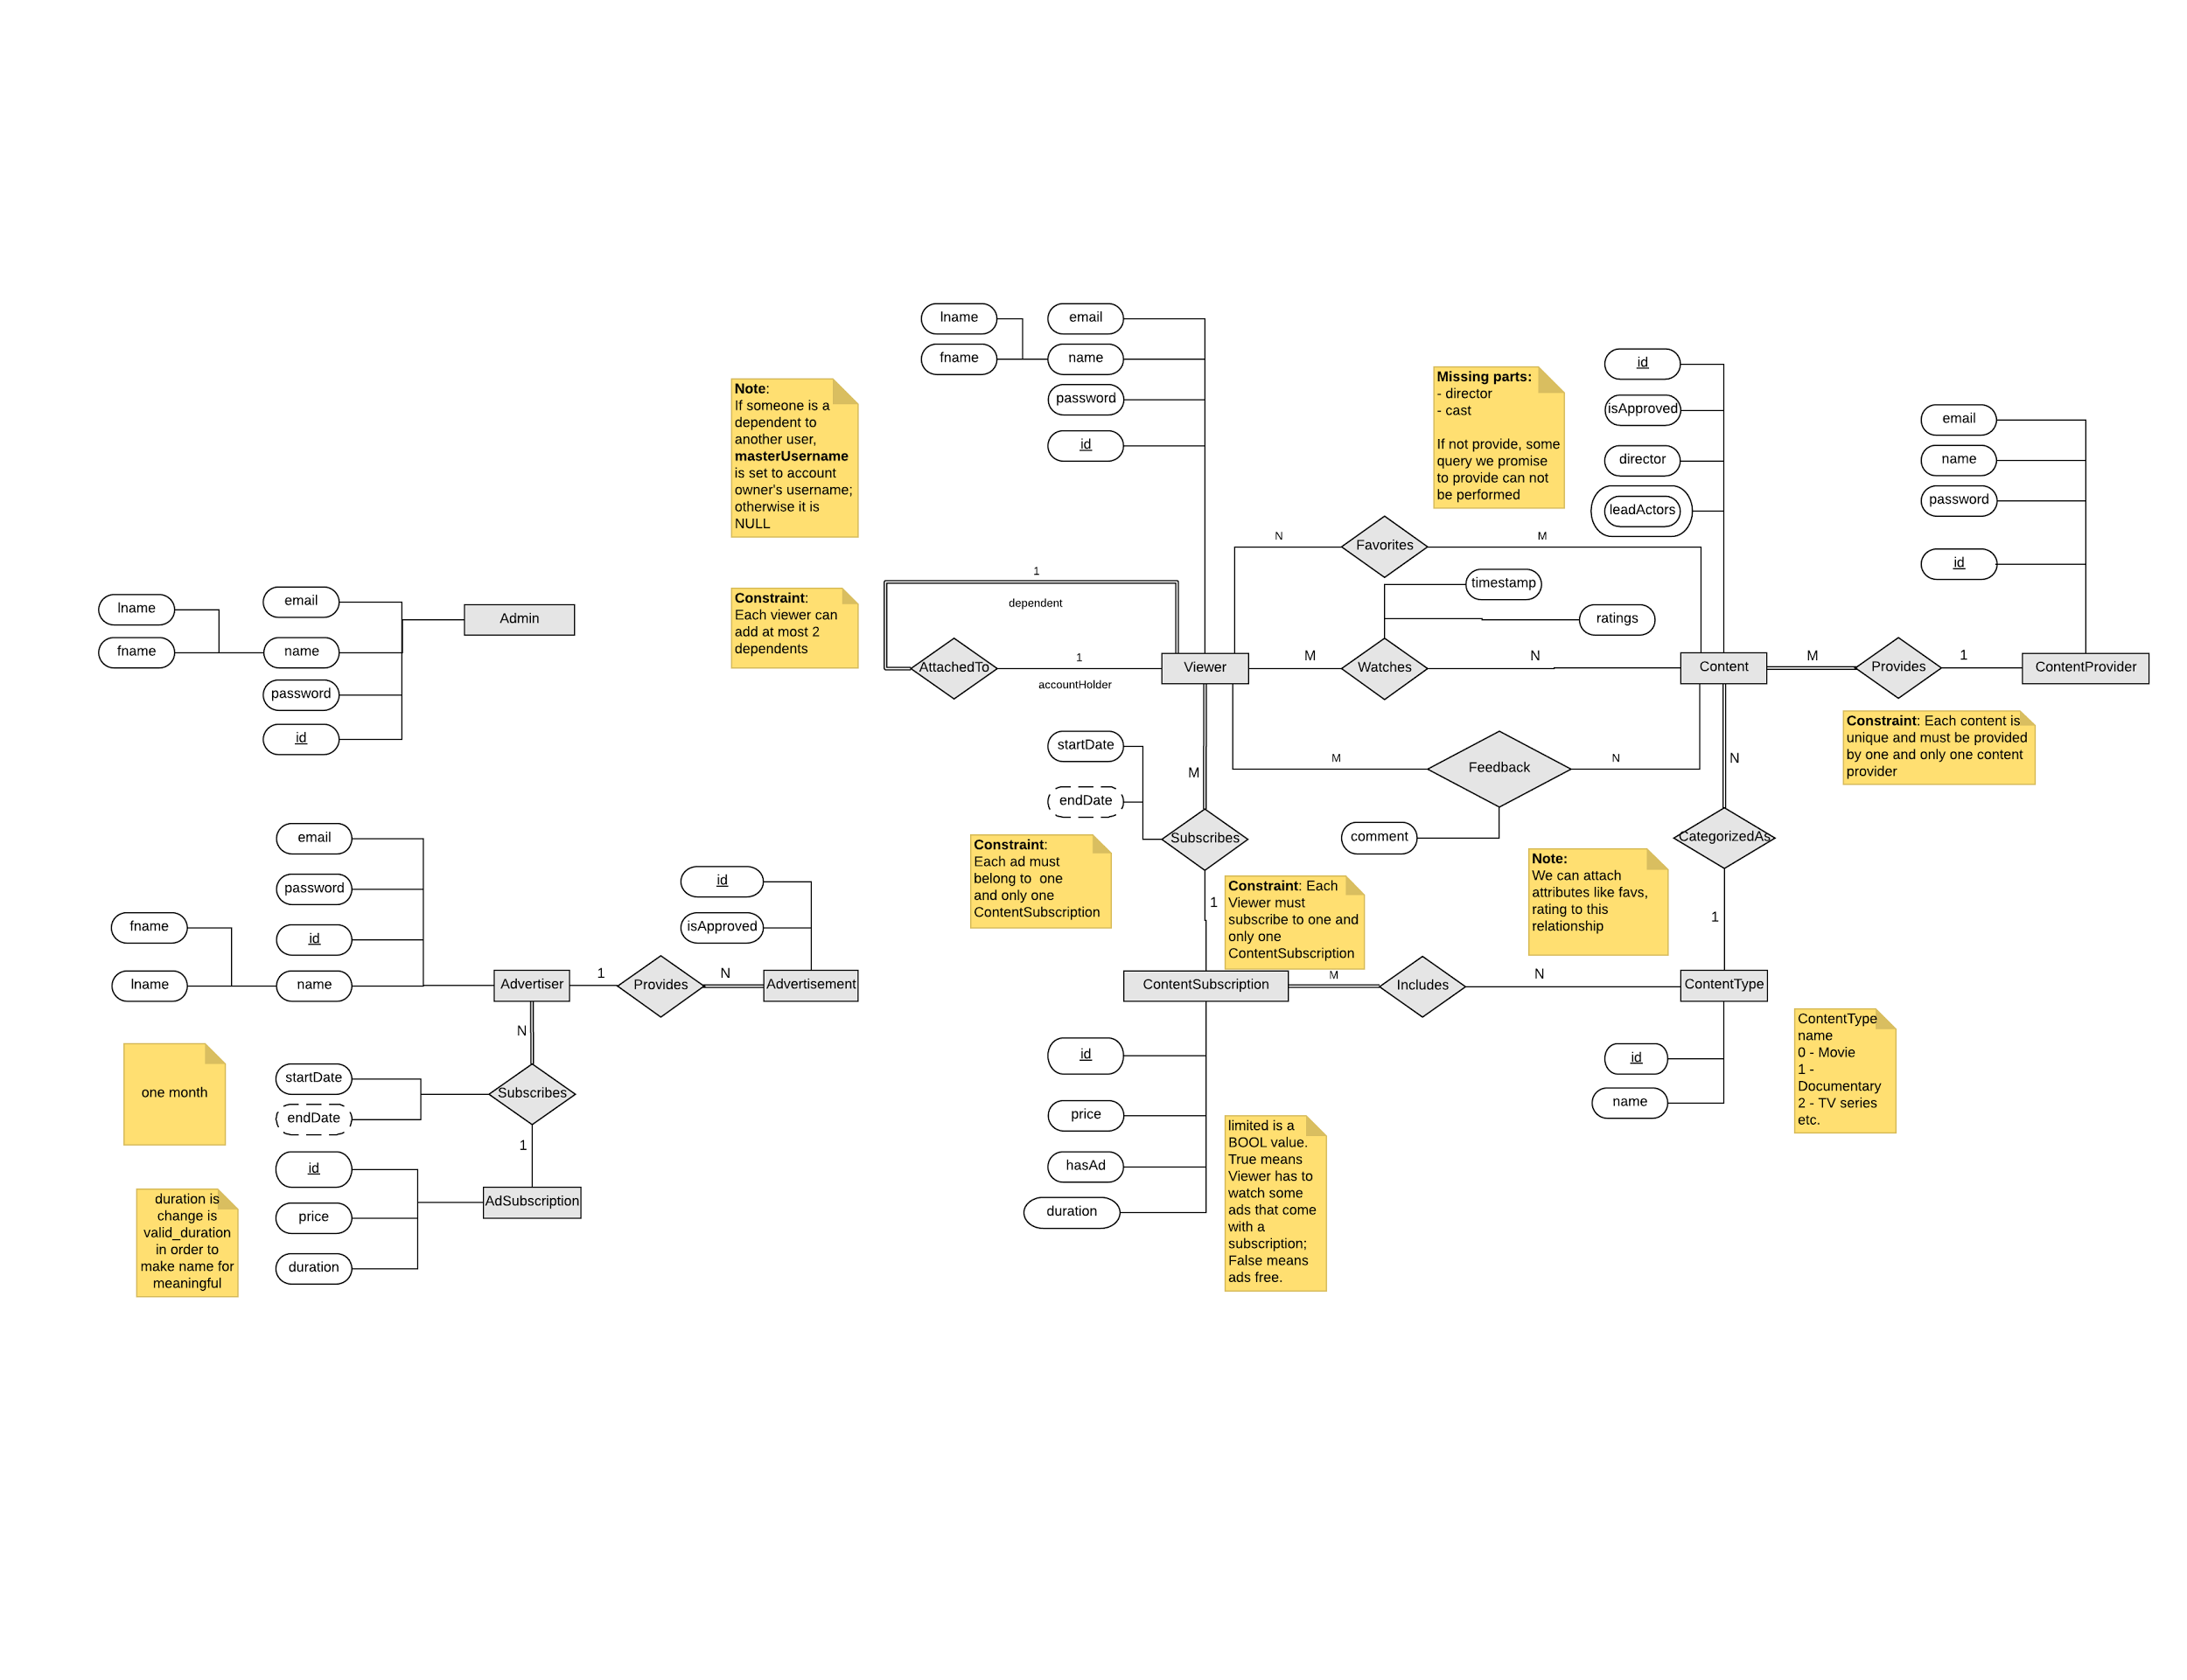 lname
email
fname
name
password
id
Note:
If someone is a
dependent to
another user,
masterUsername
is set to account
owner's username;
otherwise it is
NULL
Missing parts:
- director
- cast
If not provide, some
query we promise
to provide can not
be performed
id
isApproved
director
leadActors
email
name
password
id
N
Favorites
M
timestamp
ratings
1
dependent
Constraint:
Each viewer can
add at most 2
dependents
AttachedTo
1
accountHolder
Viewer
M
Watches
N
Content
M
Provides
1
ContentProvider
Constraint: Each content is
unique and must be provided
by one and only one content
provider
lname
email
Admin
fname
name
password
id
startDate
endDate
M
Subscribes
1
M
Feedback
N
comment
N
CategorizedAs
1
Constraint:
Each ad must
belong to  one
and only one
ContentSubscription
Constraint: Each
Viewer must
subscribe to one and
only one
ContentSubscription
Note:
We can attach
attributes like favs,
rating to this
relationship
email
password
fname
id
lname
name
Advertiser
1
Provides
N
Advertisement
id
isApproved
ContentSubscription
M
Includes
N
ContentType
N
one month
startDate
endDate
Subscribes
1
id
price
duration
AdSubscription
duration is
change is
valid_duration
in order to
make name for
meaningful
id
price
hasAd
duration
limited is a
BOOL value.
True means
Viewer has to
watch some
ads that come
with a
subscription;
False means
ads free.
id
name
ContentType
name
0 - Movie
1 -
Documentary
2 - TV series
etc.